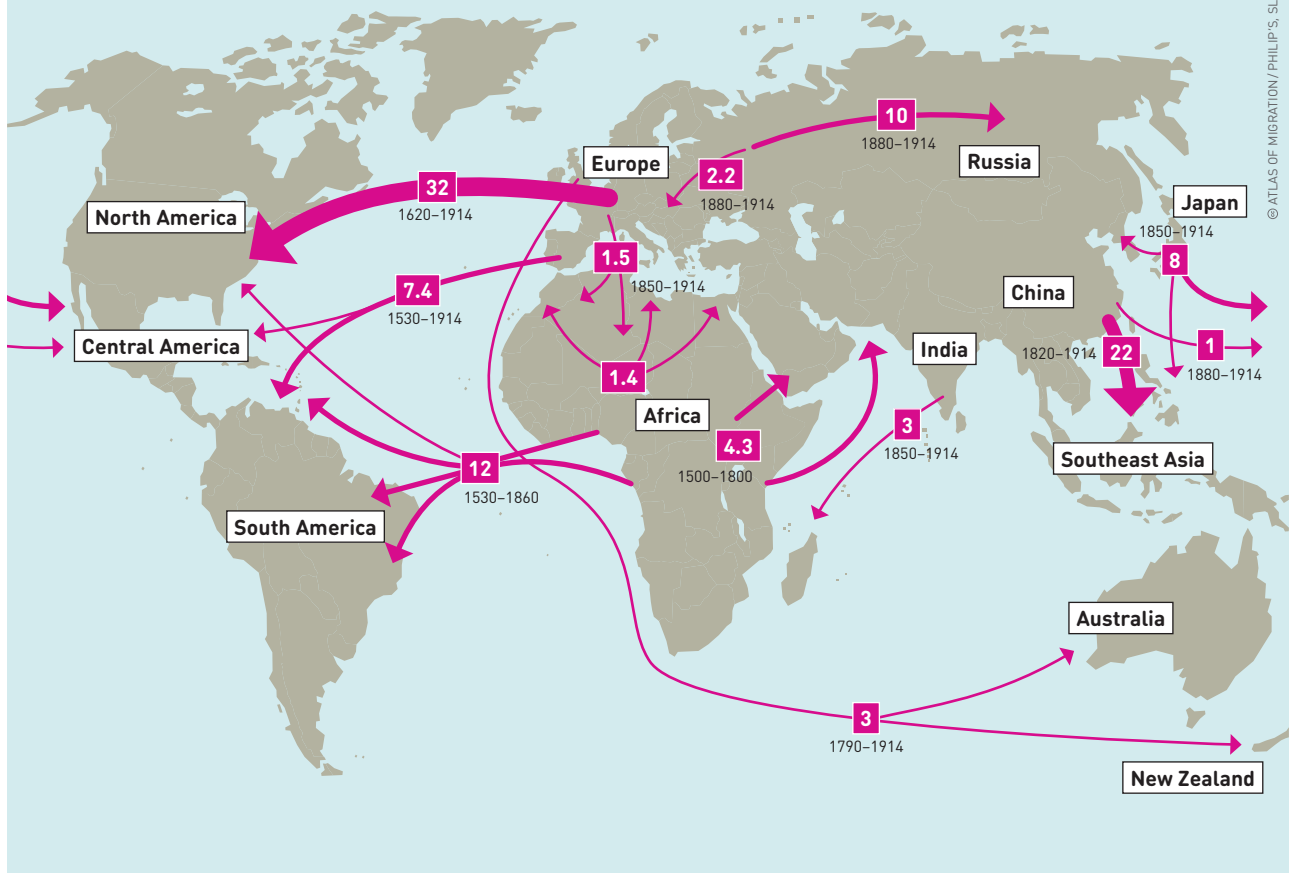 © ATLAS OF MIGRATION / PHILIP'S, SL
10
1880–1914
Russia
Europe
2.2
1880–1914
32
1620–1914
North America
Japan
1850–1914
8
1.5
1850–1914
7.4
1530–1914
China
Central America
India
1820–1914
22
1
1880–1914
1.4
Africa
4.3
1500–1800
3
1850–1914
Southeast Asia
12
1530–1860
South America
Australia
3
1790–1914
New Zealand